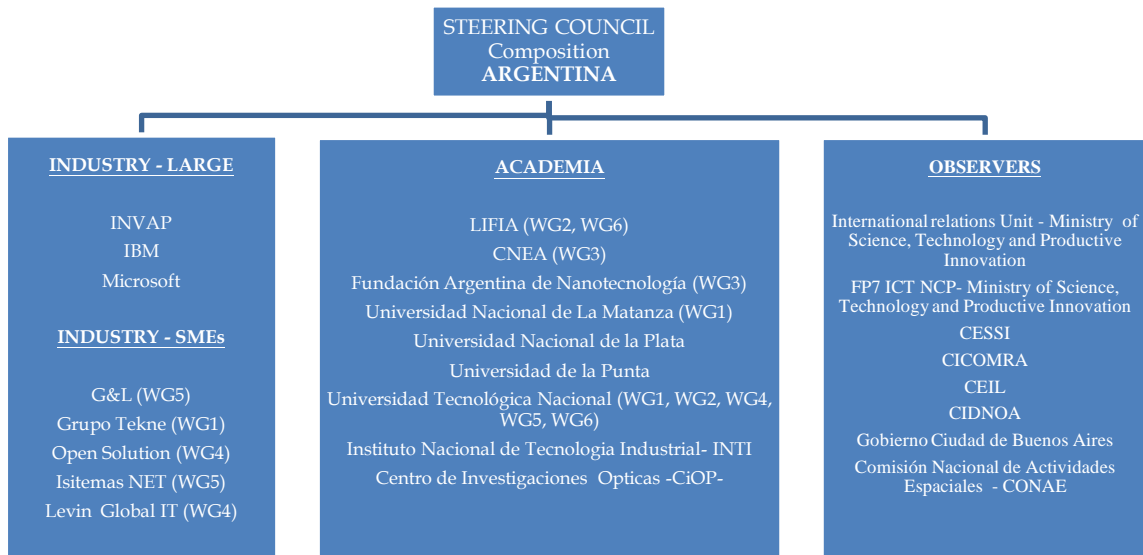 STEERING COUNCIL
Composition
ARGENTINA
INDUSTRY - LARGE
INVAP
IBM
Microsoft
INDUSTRY - SMEs
G&L (WG5)
Grupo Tekne (WG1)
Open Solution (WG4)
Isitemas NET (WG5)
Levin Global IT (WG4)
ACADEMIA
LIFIA (WG2, WG6)
CNEA (WG3)
Fundación Argentina de Nanotecnología (WG3)
Universidad Nacional de La Matanza (WG1)
Universidad Nacional de la Plata
Universidad de la Punta
Universidad Tecnológica Nacional (WG1, WG2, WG4,
WG5, WG6)
Instituto Nacional de Tecnologia Industrial- INTI
Centro de Investigaciones Opticas -CiOP-
OBSERVERS
International relations Unit - Ministry of
Science, Technology and Productive
Innovation
FP7 ICT NCP- Ministry of Science,
Technology and Productive Innovation
CESSI
CICOMRA
CEIL
CIDNOA
Gobierno Ciudad de Buenos Aires
Comisión Nacional de Actividades
Espaciales - CONAE